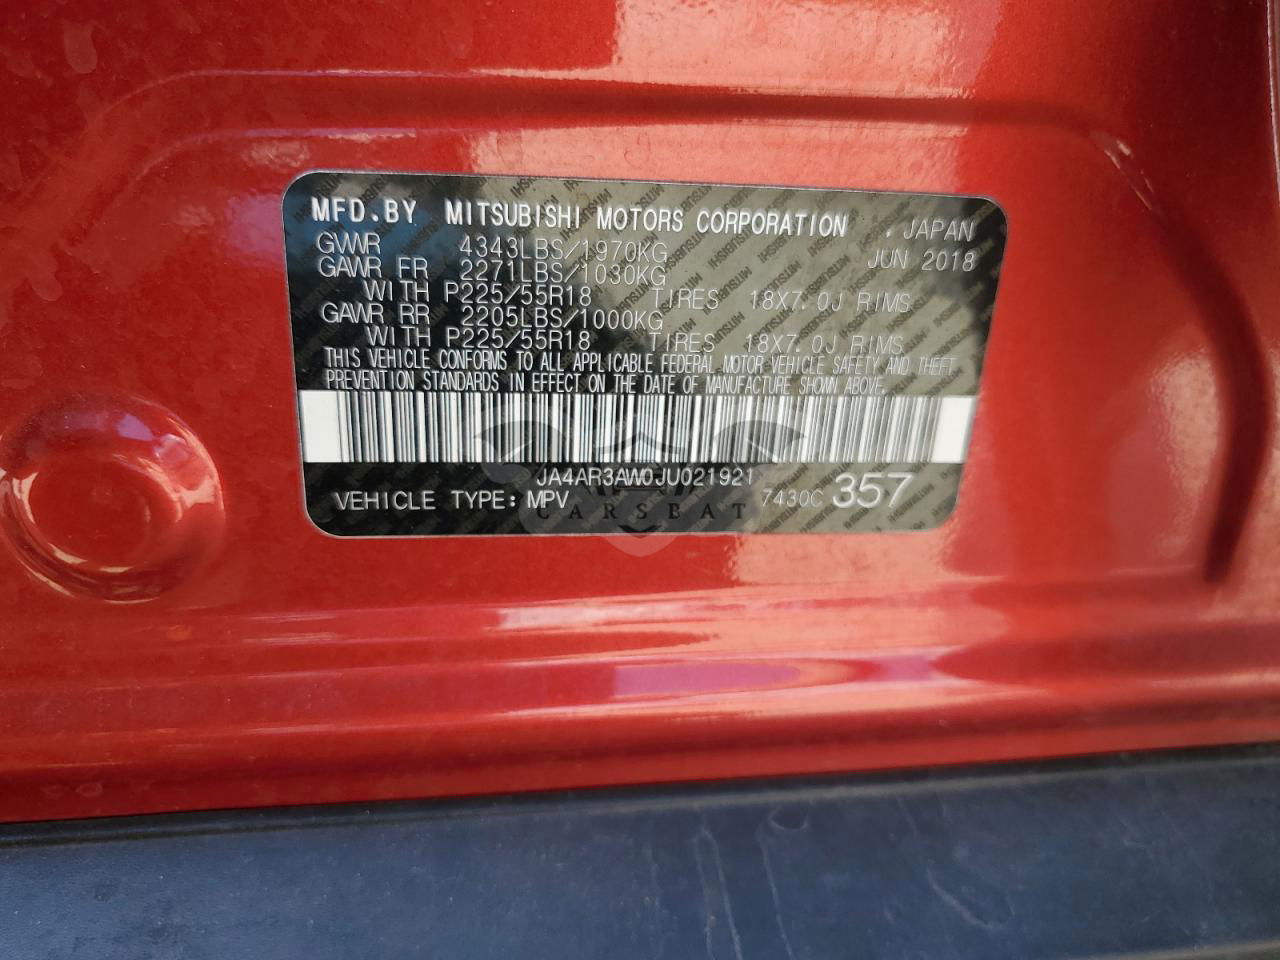 MFD.BY MITSUBISHI MOTORS CORPORATION . JAPAN
GVWR 4343LBS/1970KG JUN 2018
GAWR FR 2271LBS/1030KG
WITH P225/55R18 TIRES 18X7.0J RIMS
GAWR RR 2205LBS/1000KG
WITH P225/55R18 TIRES 18X7.0J RIMS
THIS VEHICLE CONFORMS TO ALL APPLICABLE FEDERAL MOTOR VEHICLE SAFETY AND THEFT
PREVENTION STANDARDS IN EFFECT ON THE DATE OF MANUFACTURE SHOWN ABOVE.
JA4AR3AW0JU021921
VEHICLE TYPE: MPV 7430C 357
CARSBAT